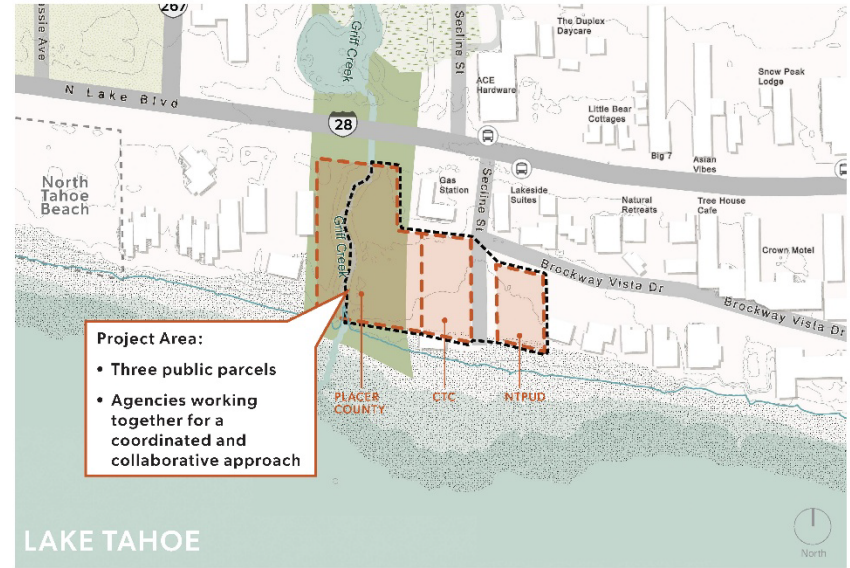 267
Secline St
Griff Creek
The Duplex
Daycare
ACE
Hardware
Snow Peak
Lodge
N Lake Blvd
28
Little Bear
Cottages
Big 7
Asian
Vibes
North
Tahoe
Beach
Gas
Station
Secline St
Lakeside
Suites
Natural
Retreats
Tree House
Cafe
Griff Creek
Crown Motel
Brockway Vista Dr
Brockway Vista Dr
Project Area:
• Three public parcels
• Agencies working
together for a
coordinated and
collaborative approach
PLACER
COUNTY
CTC
NTPUD
LAKE TAHOE
North